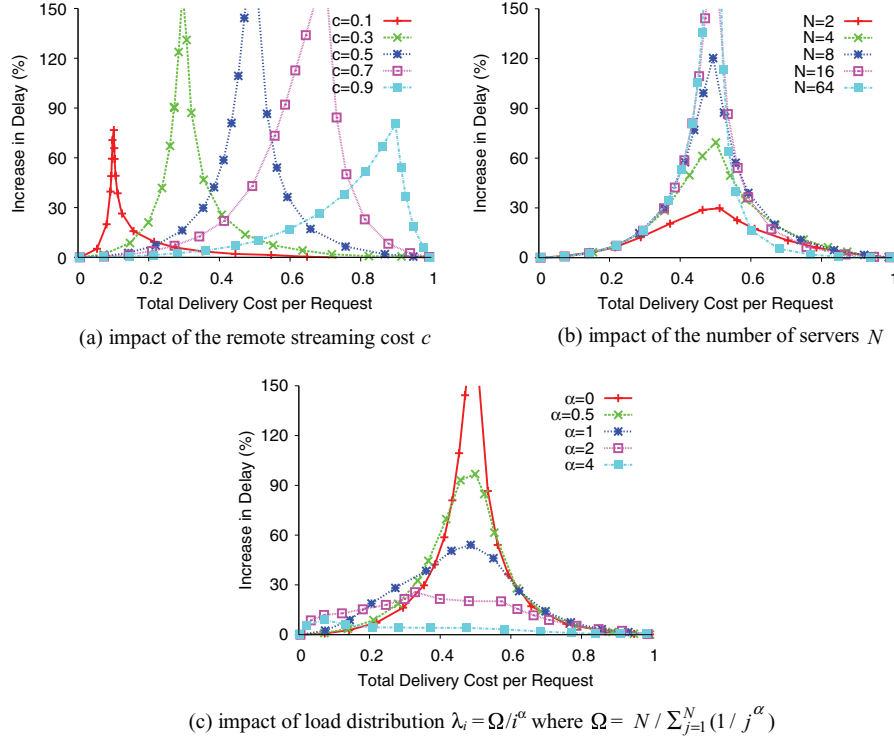 150
120
90
60
30
0
Increase in Delay (%)
c=0.1
c=0.3
c=0.5
c=0.7
c=0.9
0 0.2 0.4 0.6 0.8 1
Total Delivery Cost per Request
(a) impact of the remote streaming cost c
150
120
90
60
30
0
Increase in Delay (%)
N=2
N=4
N=8
N=16
N=64
0 0.2 0.4 0.6 0.8 1
Total Delivery Cost per Request
(b) impact of the number of servers N
150
120
90
60
30
0
Increase in Delay (%)
α=0
α=0.5
α=1
α=2
α=4
0 0.2 0.4 0.6 0.8 1
Total Delivery Cost per Request
(c) impact of load distribution λ_i = Ω/i^α where Ω = N / ∑_{j=1}^{N} (1 / j^α)